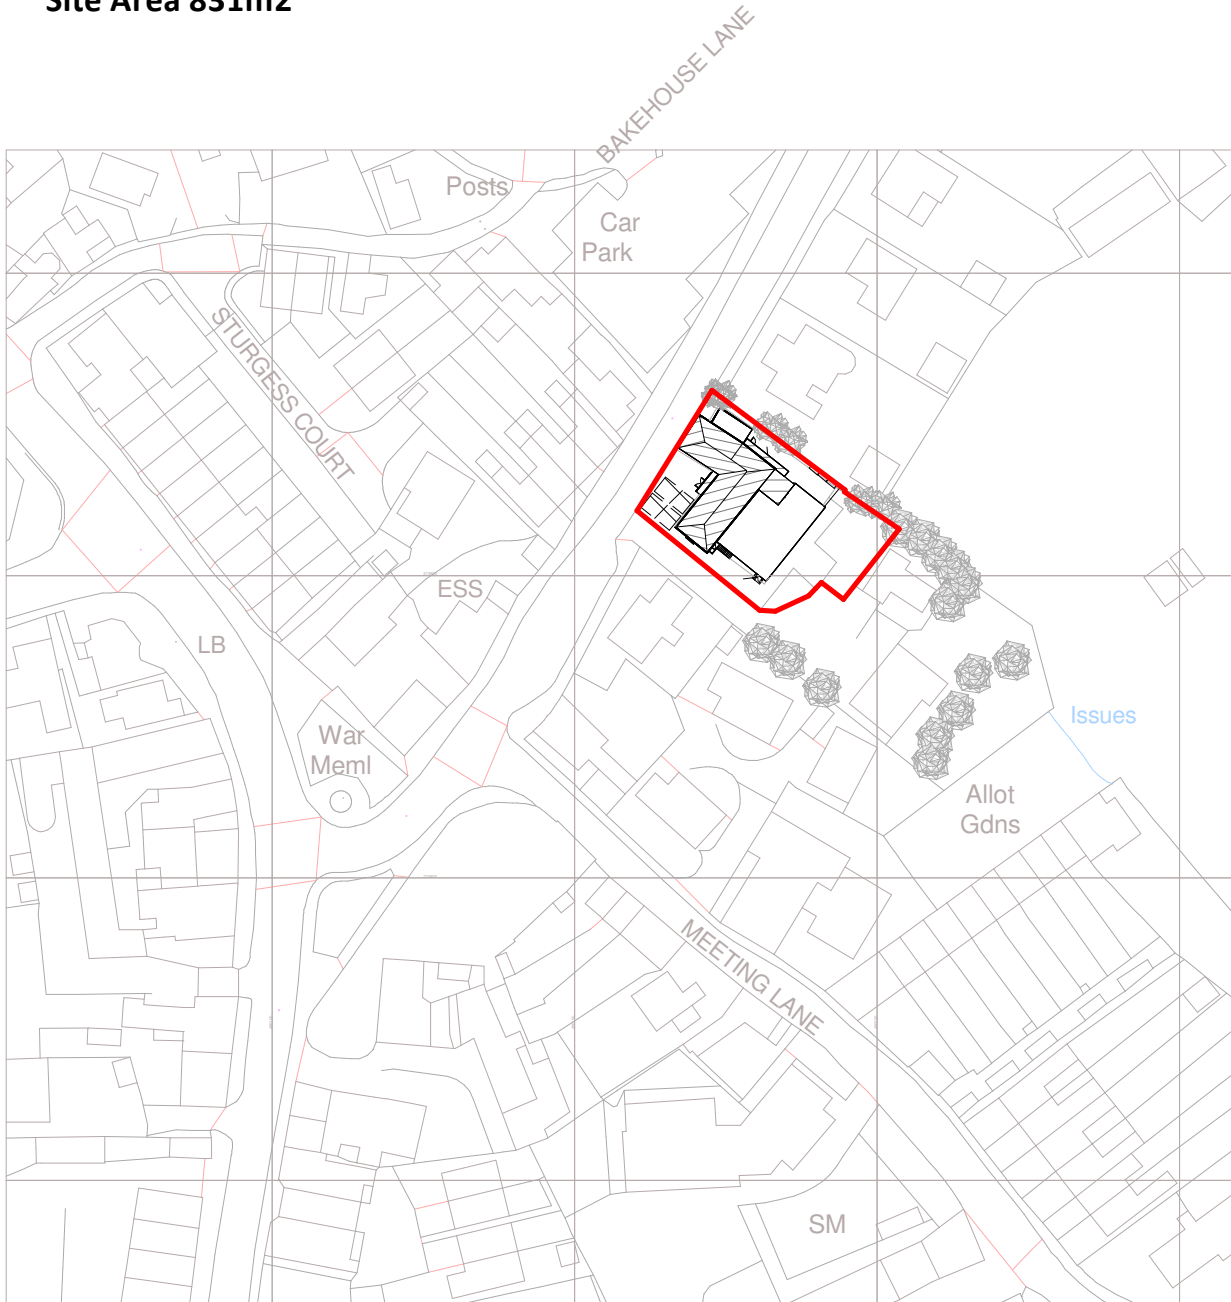 Site Area 831m2
BAKEHOUSE LANE
Posts
Car
Park
STURGESS COURT
ESS
LB
War
Meml
Issues
Allot
Gdns
MEETING LANE
SM